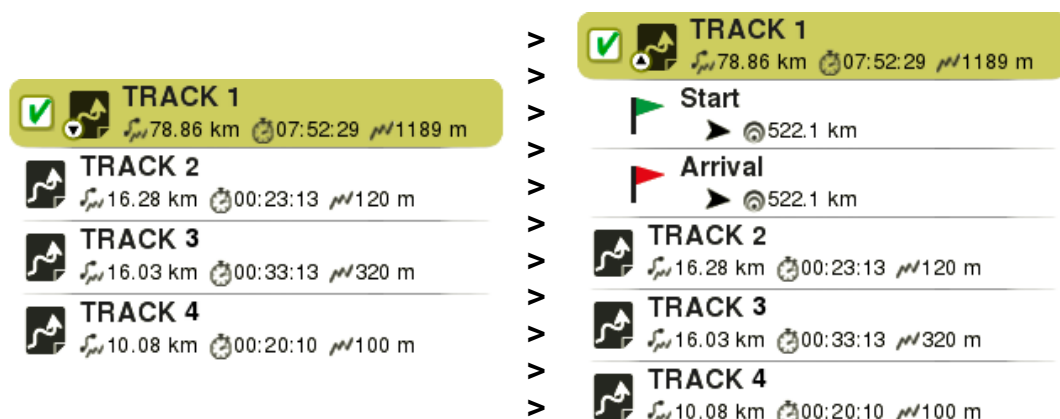 TRACK 1
78.86 km 07:52:29 1189 m
TRACK 2
16.28 km 00:23:13 120 m
TRACK 3
16.03 km 00:33:13 320 m
TRACK 4
10.08 km 00:20:10 100 m
>
>
>
>
>
>
>
>
>
>
>
TRACK 1
78.86 km 07:52:29 1189 m
Start
522.1 km
Arrival
522.1 km
TRACK 2
16.28 km 00:23:13 120 m
TRACK 3
16.03 km 00:33:13 320 m
TRACK 4
10.08 km 00:20:10 100 m